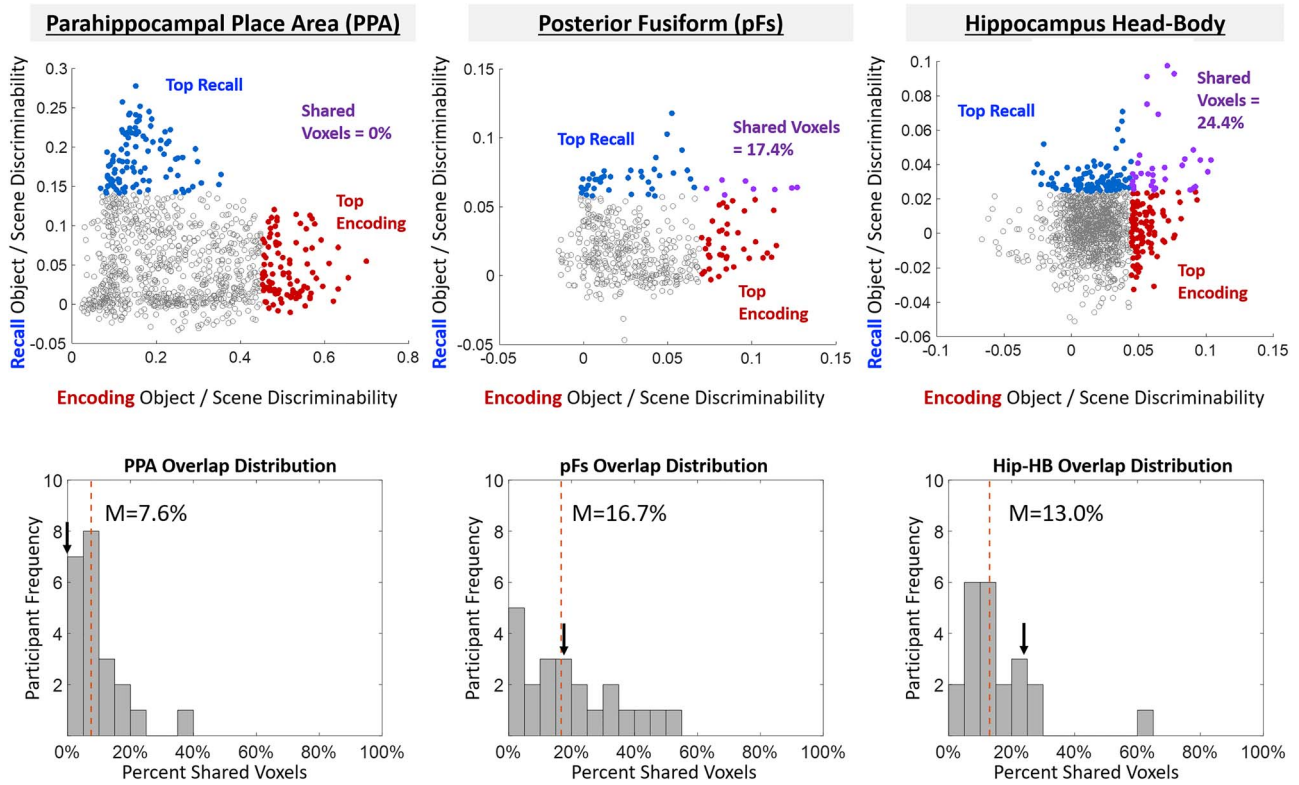 Parahippocampal Place Area (PPA)
Posterior Fusiform (pFs)
Hippocampus Head-Body
Recall Object / Scene Discriminability
0.3
0.25
0.2
0.15
0.1
0.05
0
-0.05
Top Recall
Shared
Voxels = 0%
Top
Encoding
0
0.2
0.4
0.6
0.8
Encoding Object / Scene Discriminability
Recall Object / Scene Discriminability
0.15
0.1
0.05
0
-0.05
Top Recall
Shared Voxels
= 17.4%
Top
Encoding
-0.05
0
0.05
0.1
0.15
Encoding Object / Scene Discriminability
Recall Object / Scene Discriminability
0.1
0.08
0.06
0.04
0.02
0
-0.02
-0.04
-0.06
Top Recall
Shared
Voxels =
24.4%
Top
Encoding
-0.1
-0.05
0
0.05
0.1
0.15
Encoding Object / Scene Discriminability
PPA Overlap Distribution
Participant Frequency
10
8
6
4
2
M=7.6%
0%
20%
40%
60%
80%
100%
Percent Shared Voxels
pFs Overlap Distribution
Participant Frequency
10
8
6
4
2
M=16.7%
0%
20%
40%
60%
80%
100%
Percent Shared Voxels
Hip-HB Overlap Distribution
Participant Frequency
10
8
6
4
2
M=13.0%
0%
20%
40%
60%
80%
100%
Percent Shared Voxels